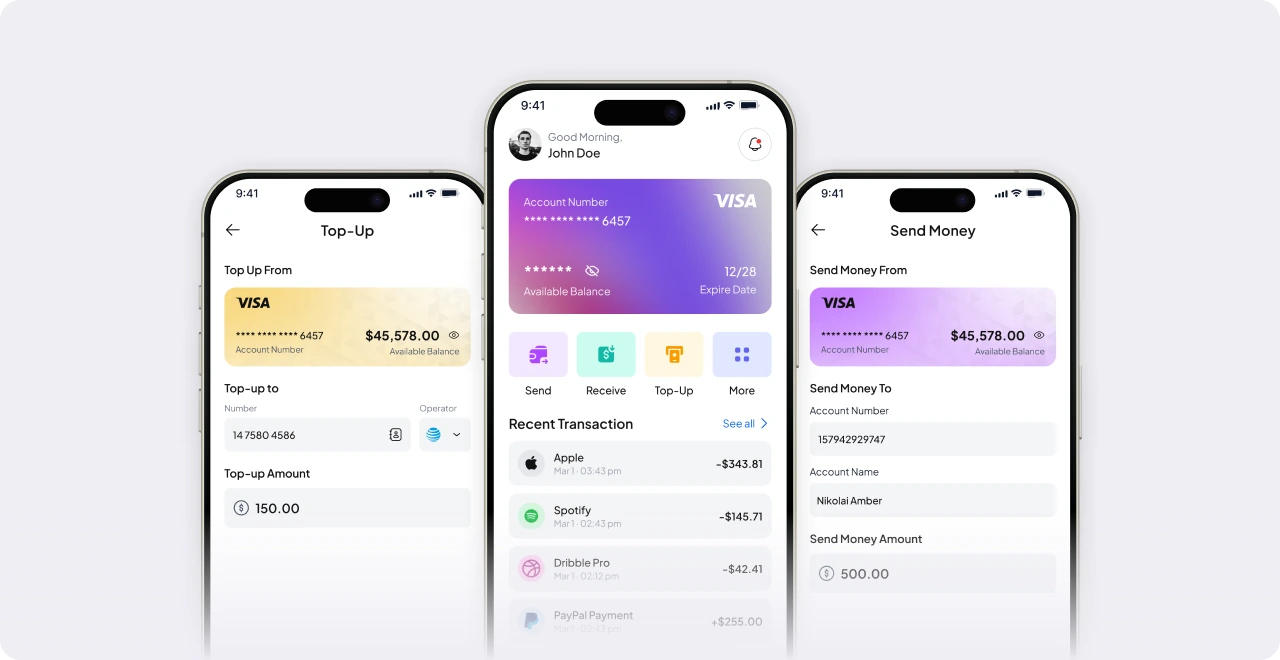 9:41
Top-Up
Top Up From
VISA
**** **** **** 6457
$45,578.00
Account Number
Available Balance
Top-up to
Number
Operator
14 7580 4586
Top-up Amount
150.00
9:41
Good Morning,
John Doe
Account Number
VISA
**** **** **** 6457
******
12/28
Available Balance
Expire Date
Send
Receive
Top-Up
More
Recent Transaction
See all
Apple
Mar 1 · 03:43 pm
-$343.81
Spotify
Mar 1 · 02:43 pm
-$145.71
Dribble Pro
Mar 1 · 02:12 pm
-$42.41
PayPal Payment
Mar 1 · 02:43 pm
+$255.00
9:41
Send Money
Send Money From
VISA
**** **** **** 6457
$45,578.00
Account Number
Available Balance
Send Money To
Account Number
157942929747
Account Name
Nikolai Amber
Send Money Amount
500.00